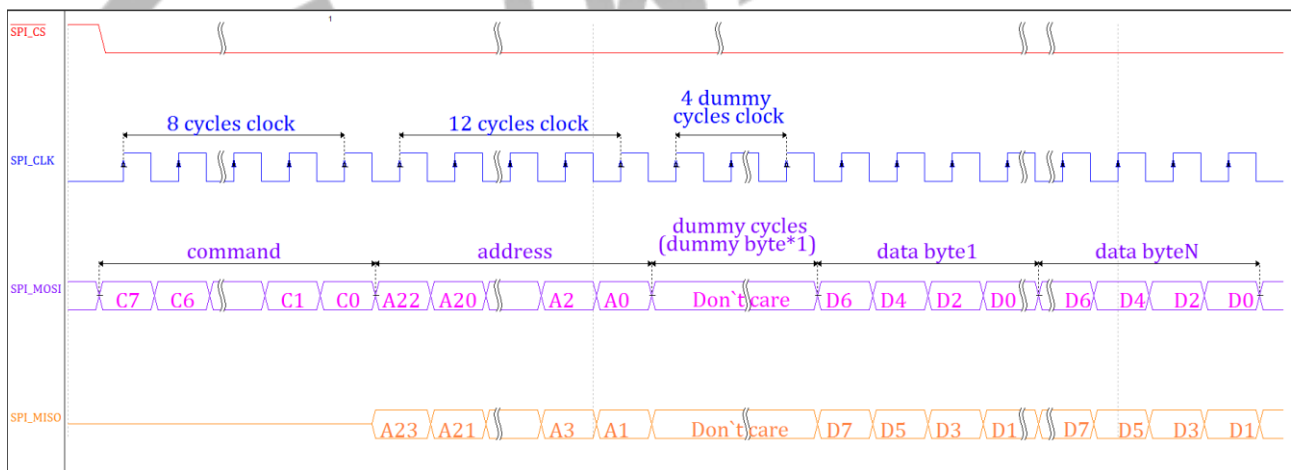 1
SPI_CS
8 cycles clock
12 cycles clock
4 dummy
cycles clock
SPI_CLK
command
address
dummy cycles
(dummy byte*1)
data byte1
data byteN
SPI_MOSI
C7 C6 C1 C0 A22 A20 A2 A0 Don`t care D6 D4 D2 D0 D6 D4 D2 D0
SPI_MISO
A23 A21 A3 A1 Don`t care D7 D5 D3 D1 D7 D5 D3 D1